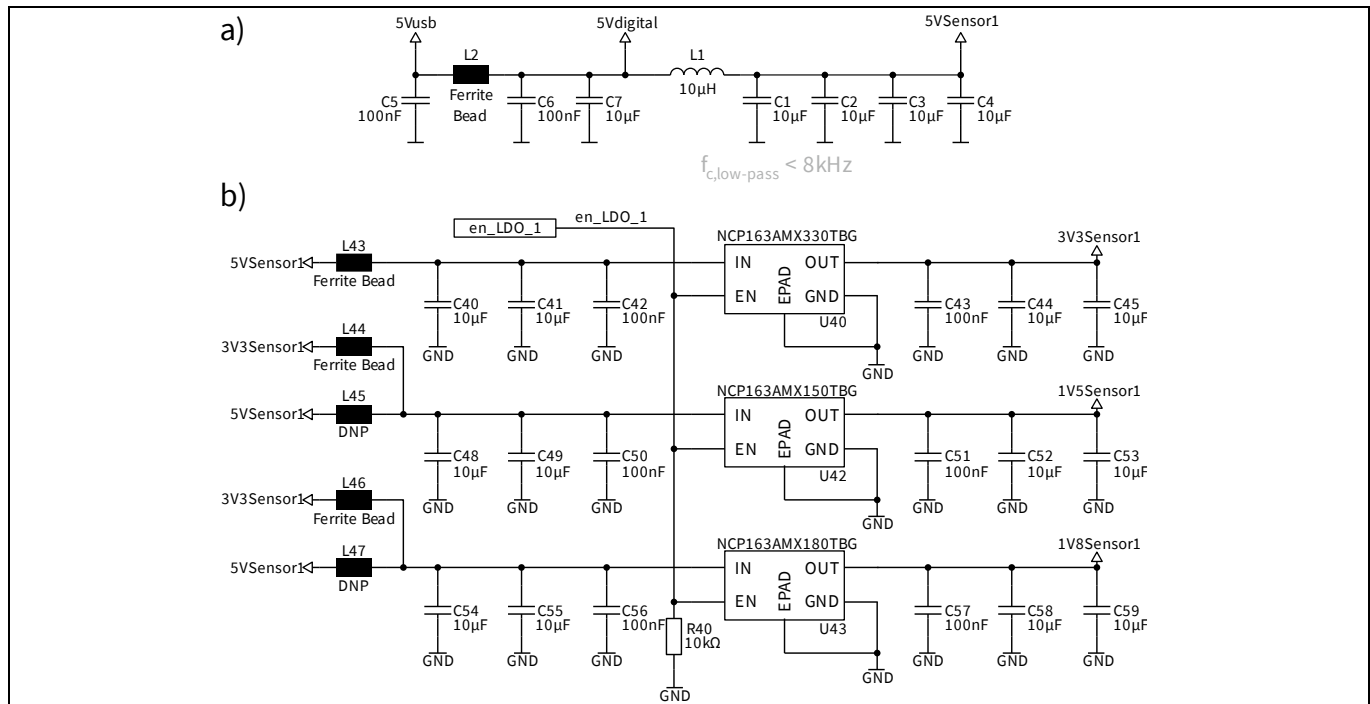 a)
5Vusb
5Vdigital
5VSensor1
L2
L1
Ferrite
Bead
10µH
C5
100nF
C6
100nF
C7
10µF
C1
10µF
C2
10µF
C3
10µF
C4
10µF
fc,low-pass < 8kHz
b)
en_LDO_1
en_LDO_1
NCP163AMX330TBG
3V3Sensor1
L43
5VSensor1
Ferrite Bead
IN
OUT
EN
EPAD
GND
U40
C40
10µF
C41
10µF
C42
100nF
C43
100nF
C44
10µF
C45
10µF
GND
GND
GND
GND
GND
GND
GND
L44
3V3Sensor1
Ferrite Bead
L45
5VSensor1
DNP
NCP163AMX150TBG
1V5Sensor1
IN
OUT
EN
EPAD
GND
U42
C48
10µF
C49
10µF
C50
100nF
C51
100nF
C52
10µF
C53
10µF
GND
GND
GND
GND
GND
GND
GND
L46
3V3Sensor1
Ferrite Bead
L47
5VSensor1
DNP
NCP163AMX180TBG
1V8Sensor1
IN
OUT
EN
EPAD
GND
U43
C54
10µF
C55
10µF
C56
100nF
R40
10kΩ
C57
100nF
C58
10µF
C59
10µF
GND
GND
GND
GND
GND
GND
GND
GND